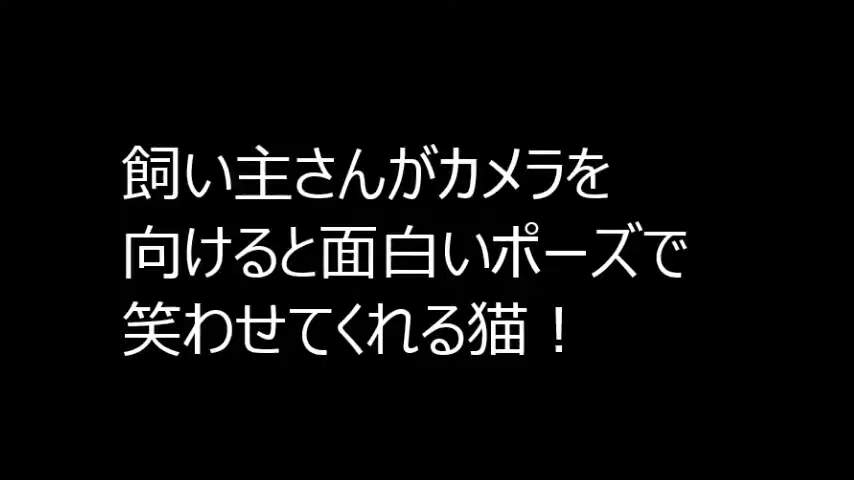 飼い主さんがカメラを
向けると面白いポーズで
笑わせてくれる猫！